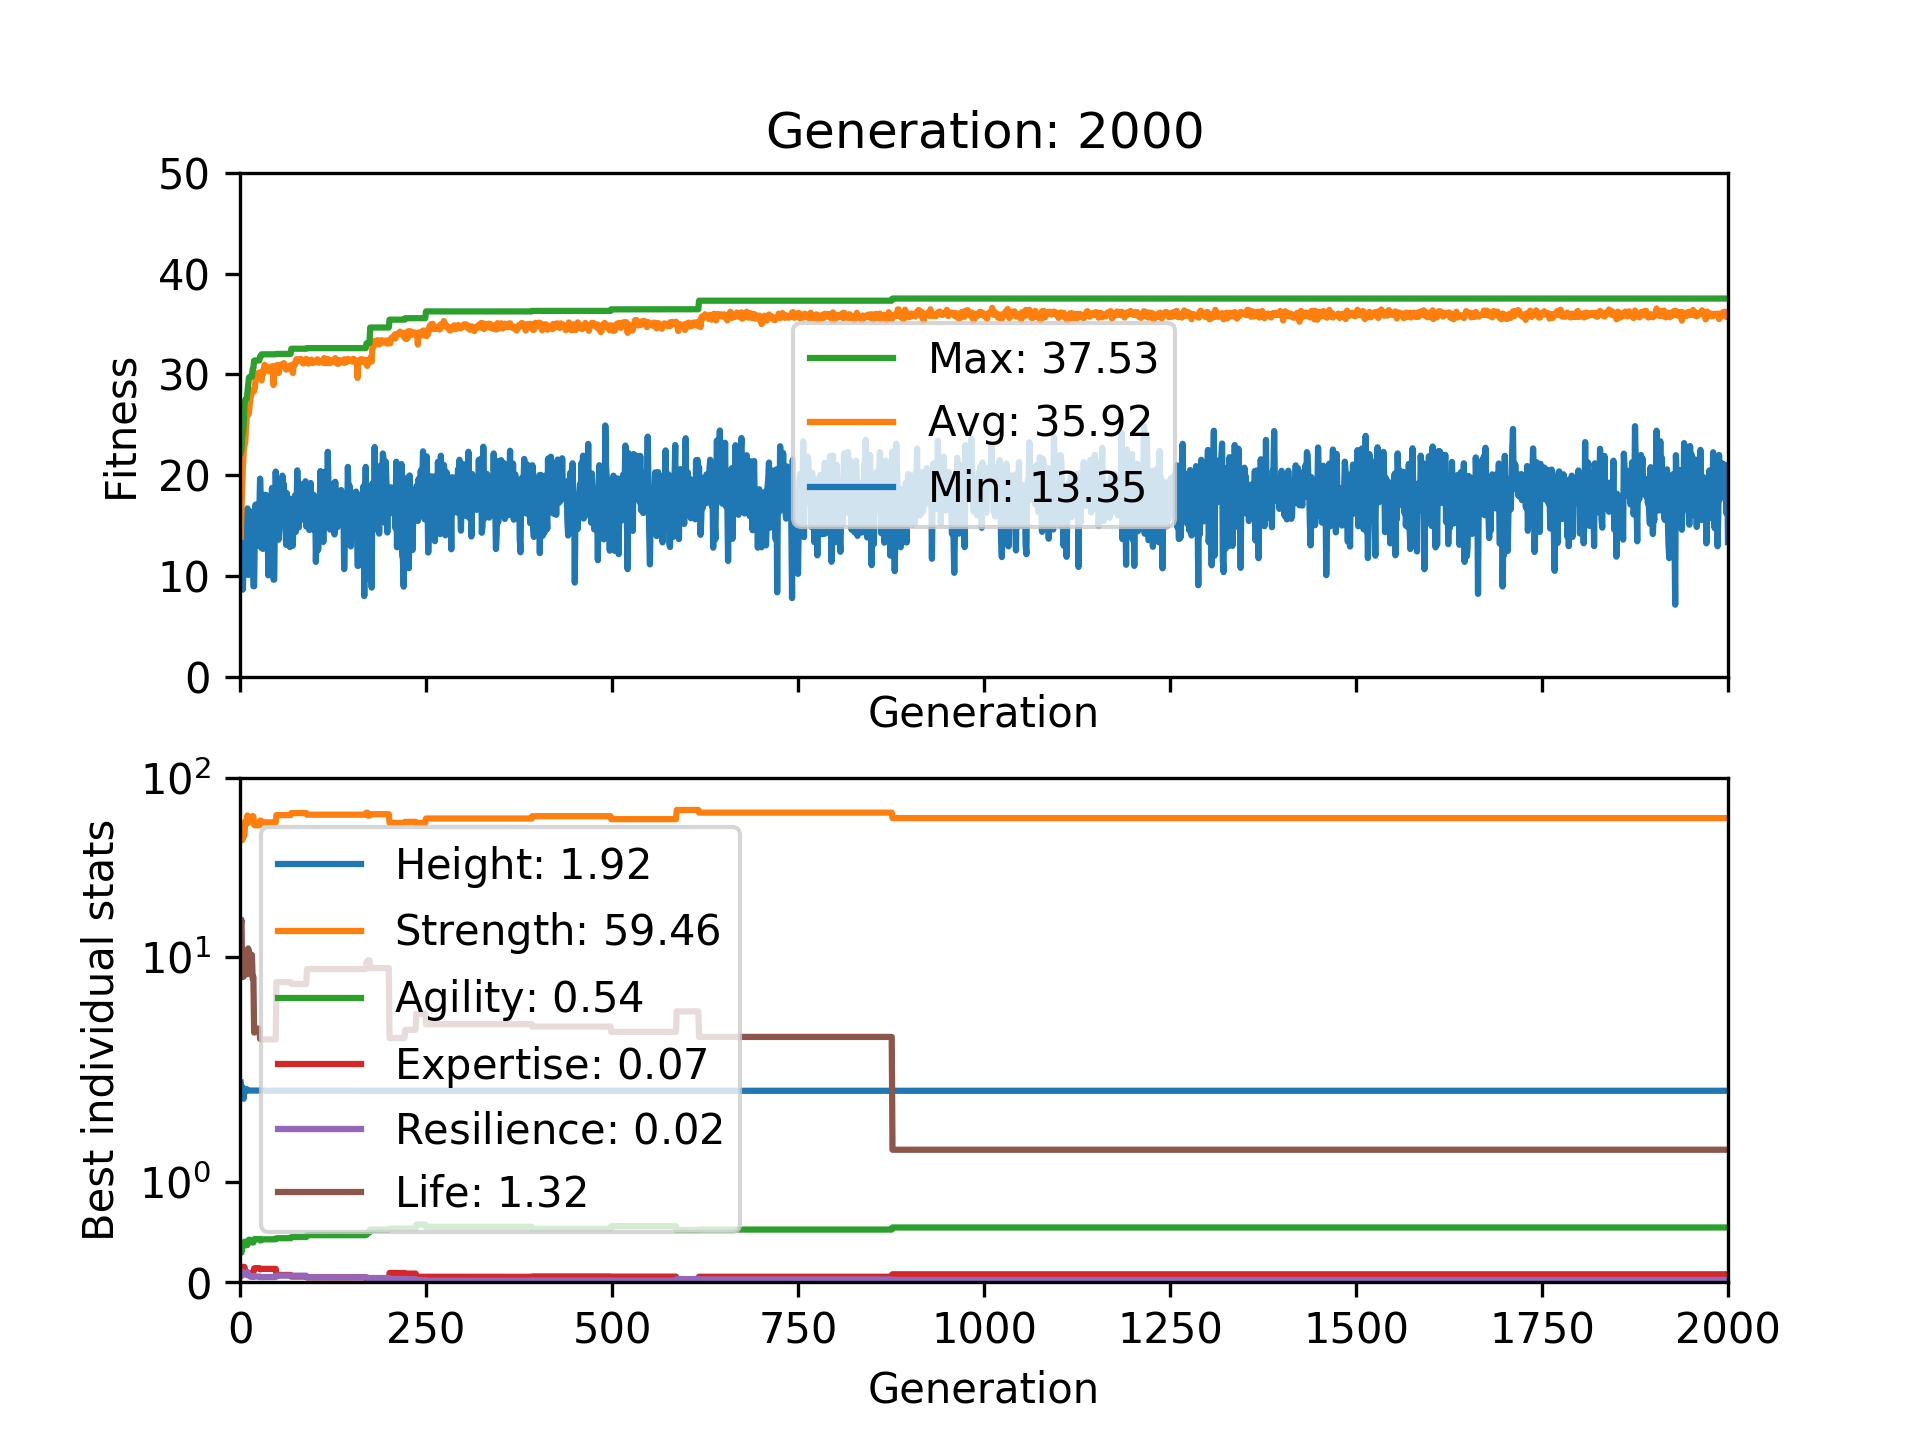 Generation: 2000
50
40
30
20
10
0
Fitness
Max: 37.53
Avg: 35.92
Min: 13.35
Generation
10²
10¹
10⁰
0
Best individual stats
Height: 1.92
Strength: 59.46
Agility: 0.54
Expertise: 0.07
Resilience: 0.02
Life: 1.32
0 250 500 750 1000 1250 1500 1750 2000
Generation